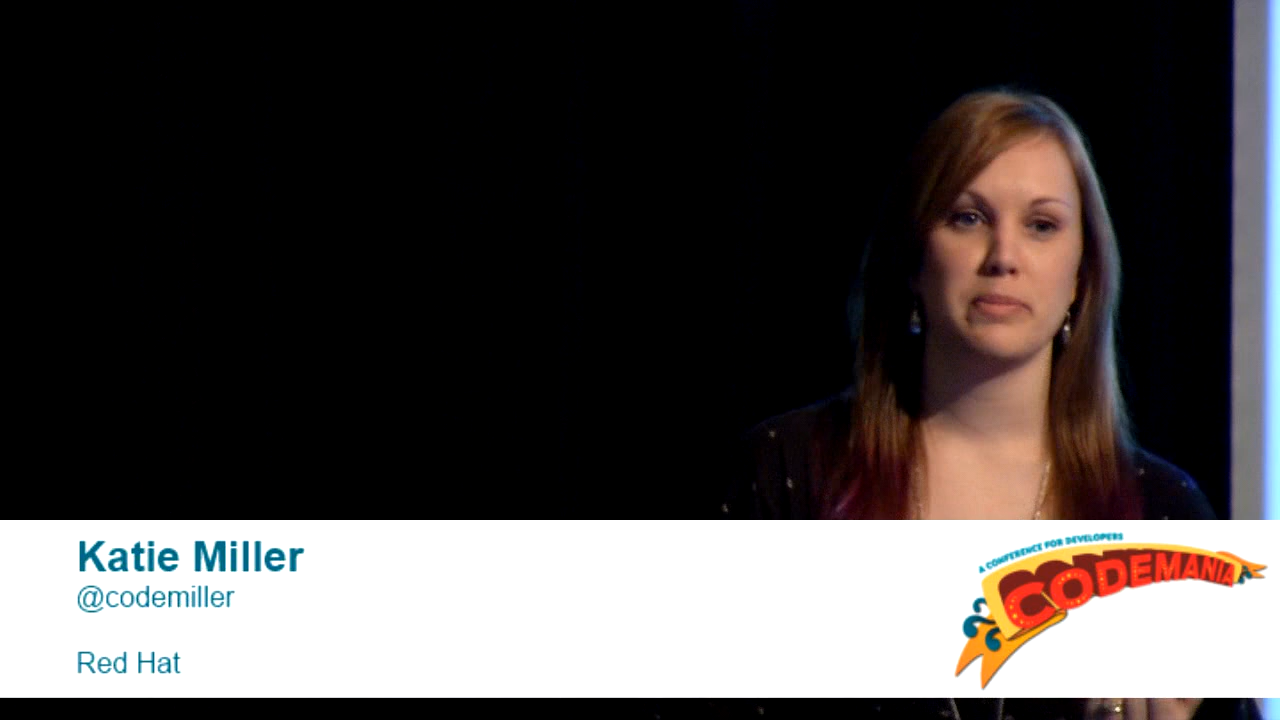 Katie Miller
@codemiller
Red Hat
A CONFERENCE FOR DEVELOPERS
CODEMANIA